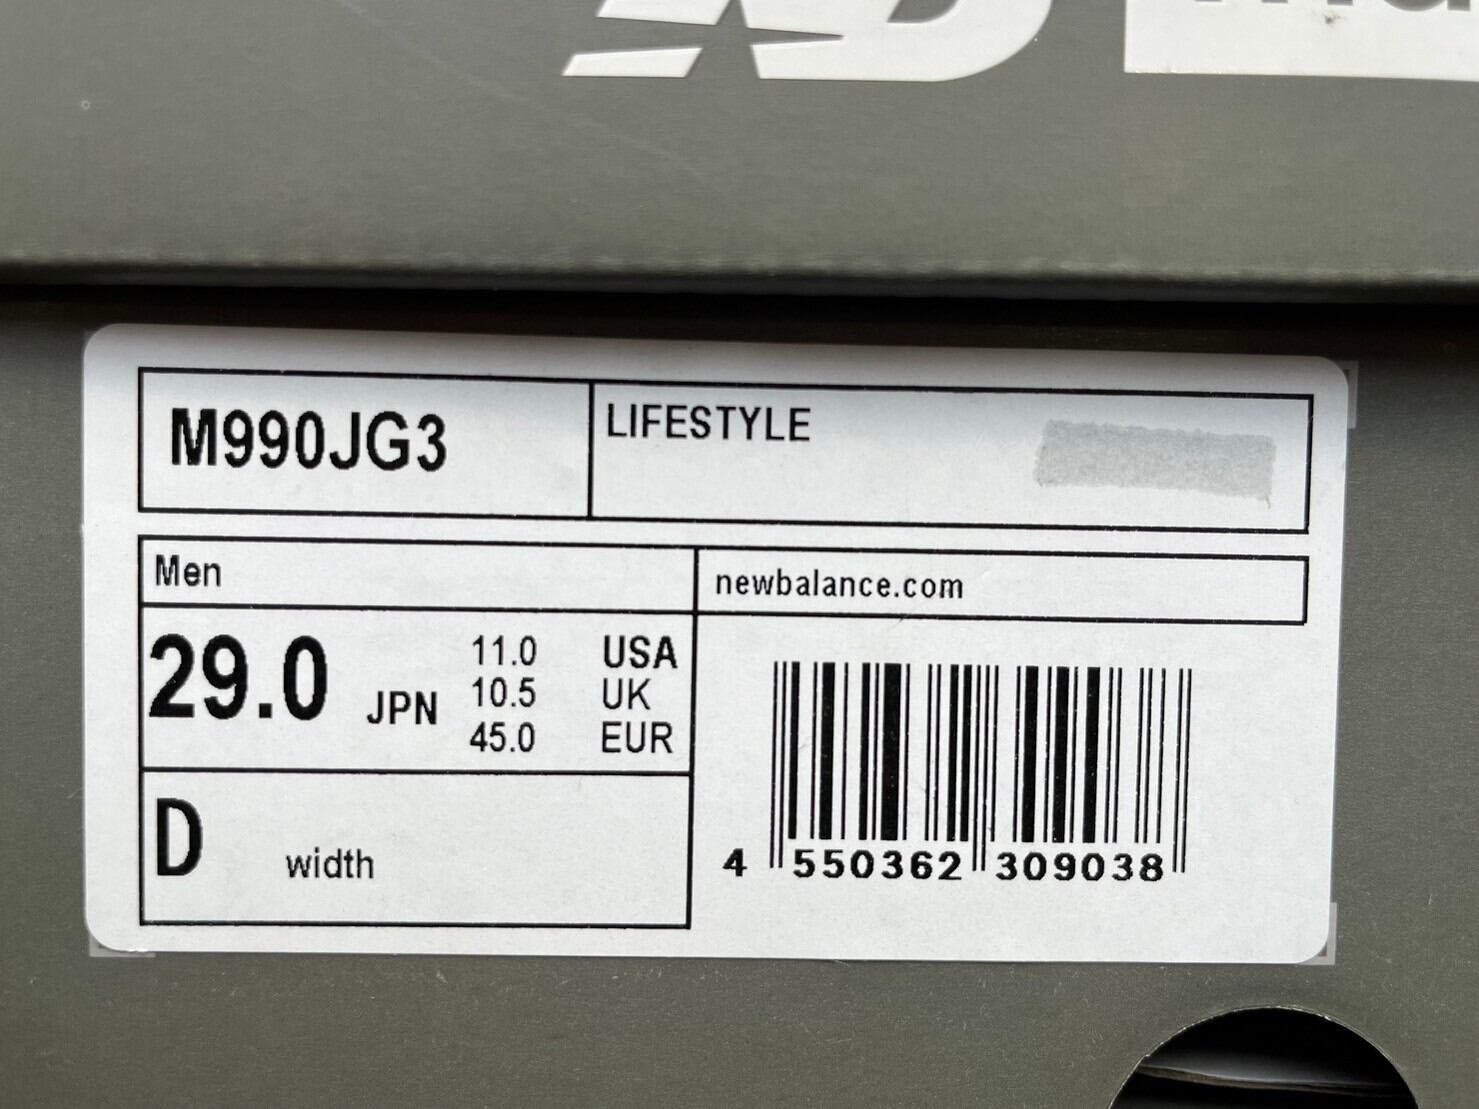 M990JG3
LIFESTYLE
Men
newbalance.com
29.0 JPN
11.0 USA
10.5 UK
45.0 EUR
D width
4 550362 309038